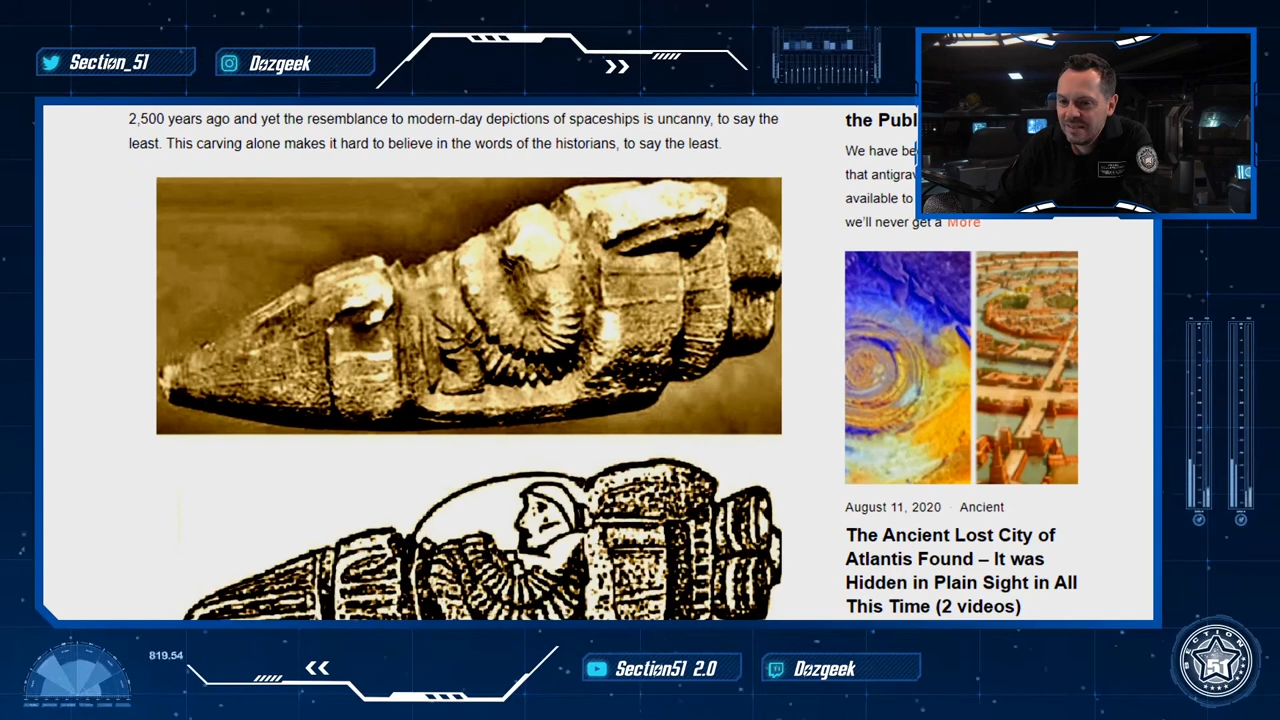 Section_51
Dazgeek
2,500 years ago and yet the resemblance to modern-day depictions of spaceships is uncanny, to say the
least. This carving alone makes it hard to believe in the words of the historians, to say the least.
the Publ
We have be
that antigrav
available to
we'll never get a More
August 11, 2020 · Ancient
The Ancient Lost City of
Atlantis Found – It was
Hidden in Plain Sight in All
This Time (2 videos)
819.54
Section51 2.0
Dazgeek
SECTION
51